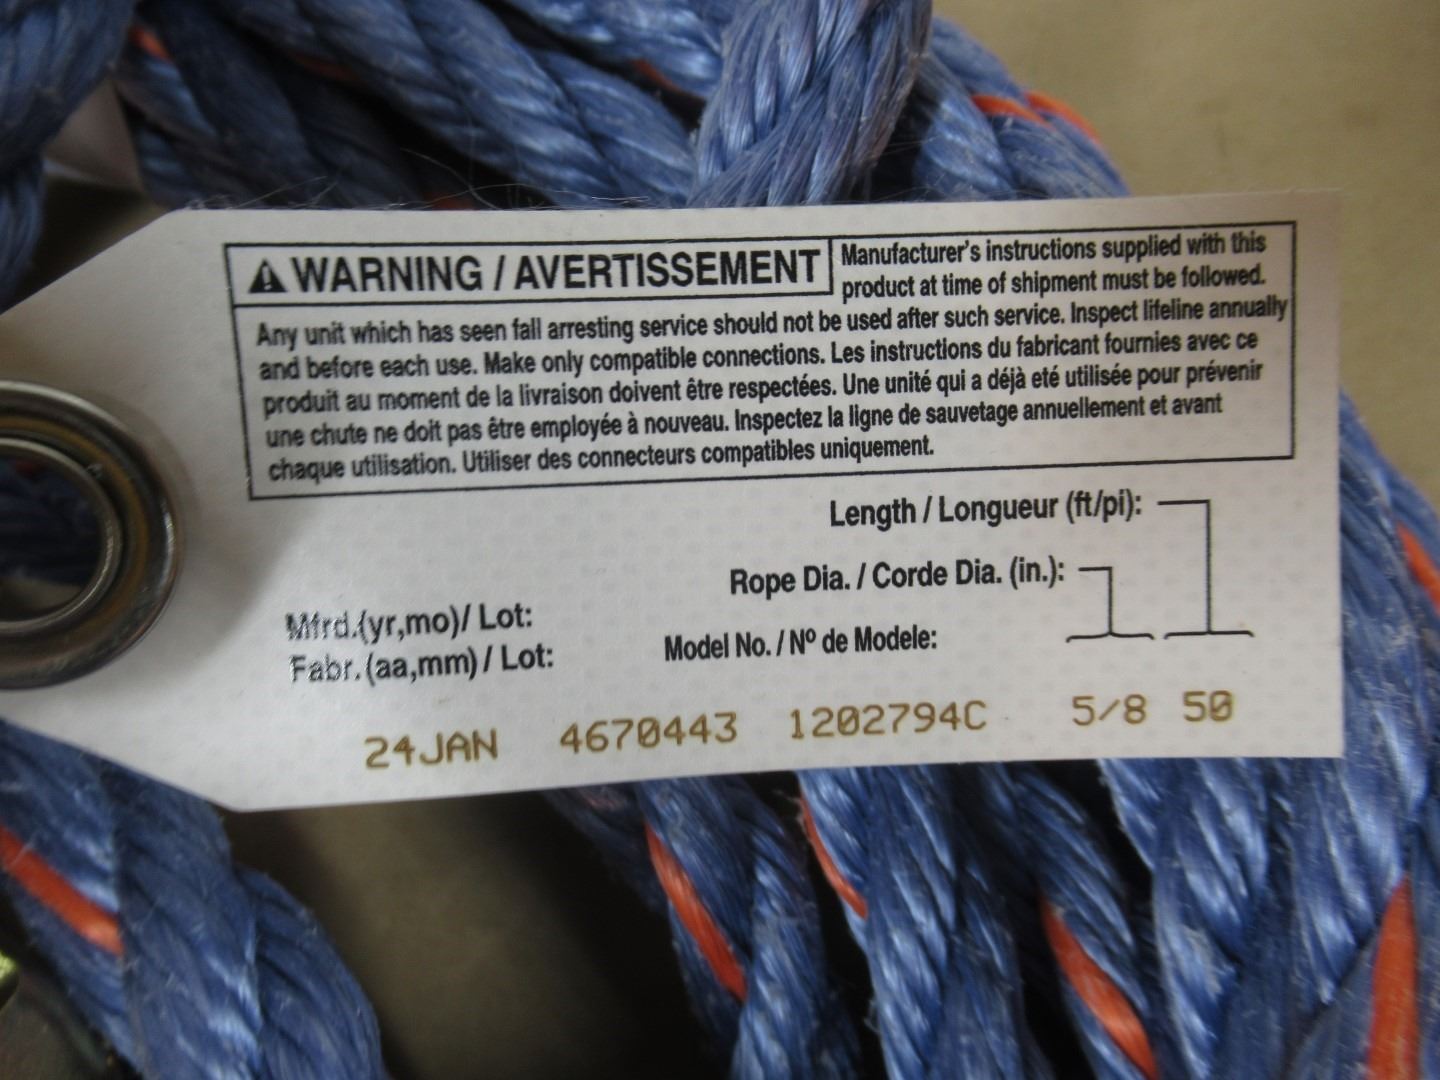 WARNING / AVERTISSEMENT
Manufacturer's instructions supplied with this
product at time of shipment must be followed.
Any unit which has seen fall arresting service should not be used after such service. Inspect lifeline annually
and before each use. Make only compatible connections. Les instructions du fabricant fournies avec ce
produit au moment de la livraison doivent être respectées. Une unité qui a déjà eté utilisée pour prévenir
une chute ne doit pas être employée à nouveau. Inspectez la ligne de sauvetage annuellement et avant
chaque utilisation. Utiliser des connecteurs compatibles uniquement.
Length / Longueur (ft/pi):
Rope Dia. / Corde Dia. (in.):
Mfrd.(yr,mo)/ Lot:
Fabr.(aa,mm) / Lot:
Model No. / Nº de Modele:
24JAN 4670443 1202794C 5/8 50